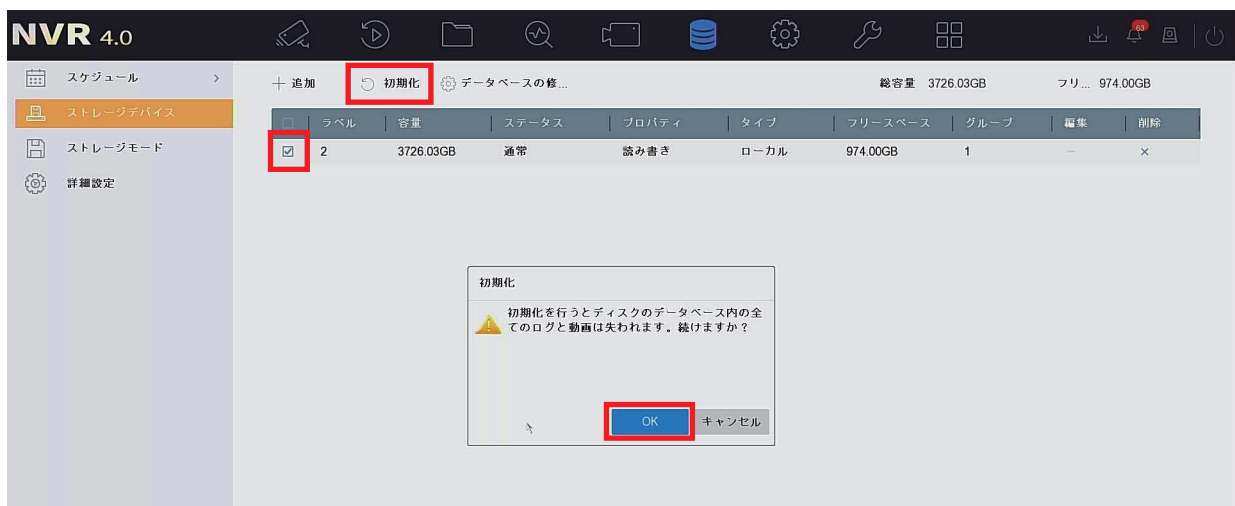 NVR 4.0
63
スケジュール >
ストレージデバイス
ストレージモード
詳細設定
追加
初期化
データベースの修...
総容量 3726.03GB
フリ... 974.00GB
ラベル 容量 ステータス プロパティ タイプ フリースペース グループ 編集 削除
2 3726.03GB 通常 読み書き ローカル 974.00GB 1 — ×
初期化
初期化を行うとディスクのデータベース内の全
てのログと動画は失われます。続けますか？
OK
キャンセル